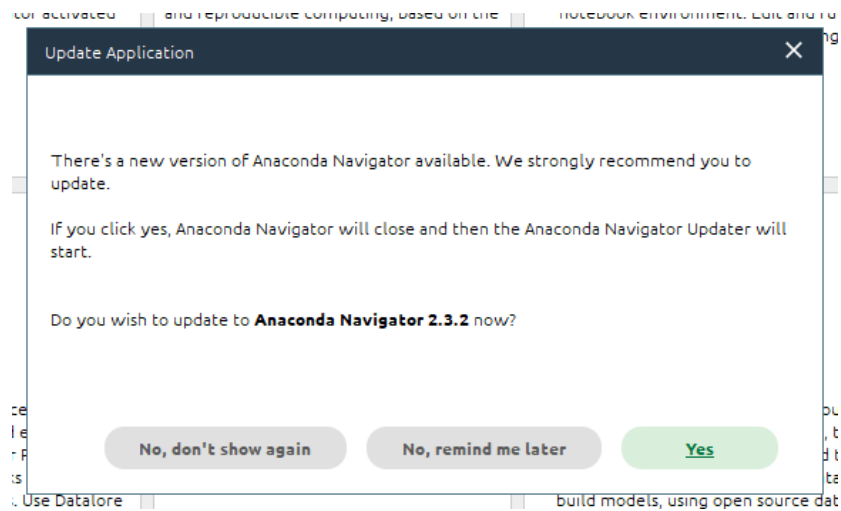 tor activated
and reproducible computing, based on the
notebook environment. Edit and ru
Update Application
There's a new version of Anaconda Navigator available. We strongly recommend you to
update.
If you click yes, Anaconda Navigator will close and then the Anaconda Navigator Updater will
start.
Do you wish to update to Anaconda Navigator 2.3.2 now?
No, don't show again
No, remind me later
Yes
. Use Datalore
build models, using open source dat